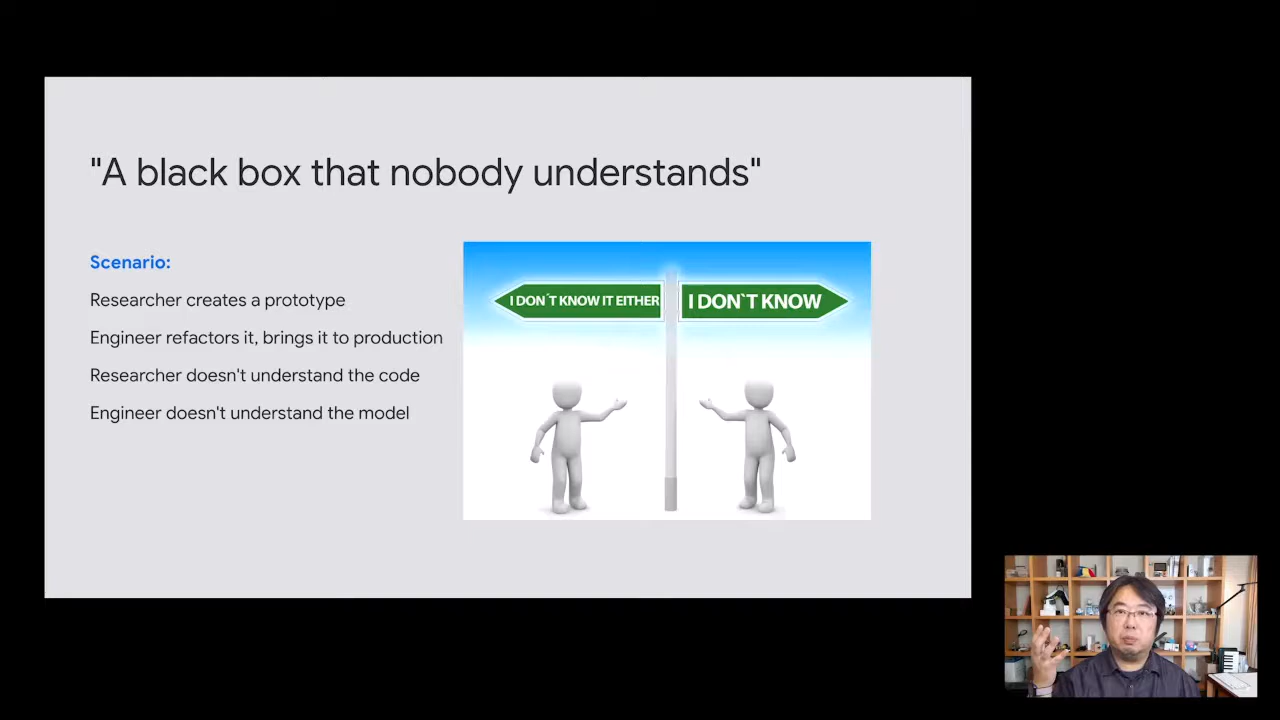 "A black box that nobody understands"
Scenario:
Researcher creates a prototype
Engineer refactors it, brings it to production
Researcher doesn't understand the code
Engineer doesn't understand the model
I DON´T KNOW IT EITHER
I DON`T KNOW